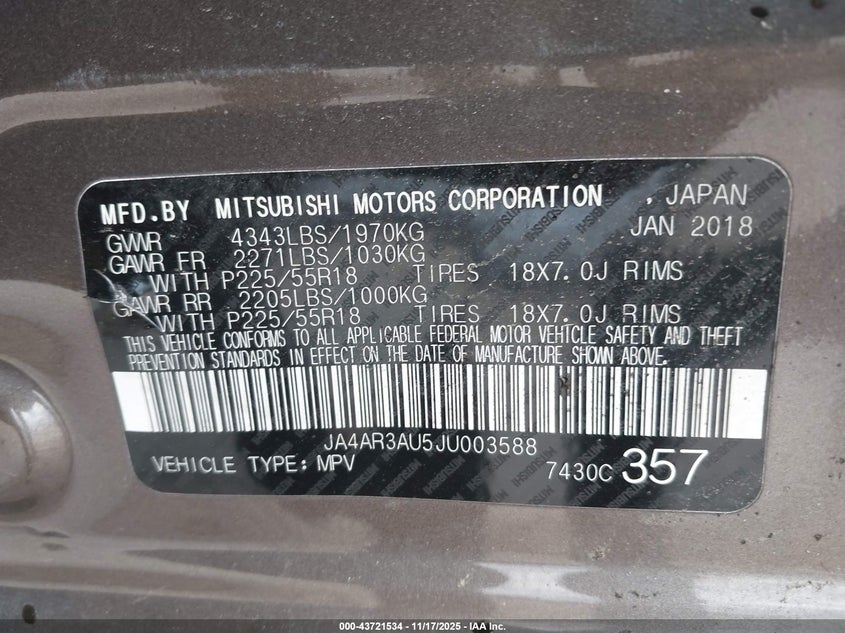 MFD.BY MITSUBISHI MOTORS CORPORATION , JAPAN
GWWR 4343LBS/1970KG JAN 2018
GAWR FR 2271LBS/1030KG
WITH P225/55R18 TIRES 18X7.0J RIMS
GAWR RR 2205LBS/1000KG
WITH P225/55R18 TIRES 18X7.0J RIMS
THIS VEHICLE CONFORMS TO ALL APPLICABLE FEDERAL MOTOR VEHICLE SAFETY AND THEFT
PREVENTION STANDARDS IN EFFECT ON THE DATE OF MANUFACTURE SHOWN ABOVE.
JA4AR3AU5JU003588
VEHICLE TYPE: MPV 7430C 357
000-43721534 - 11/17/2025 - IAA Inc.